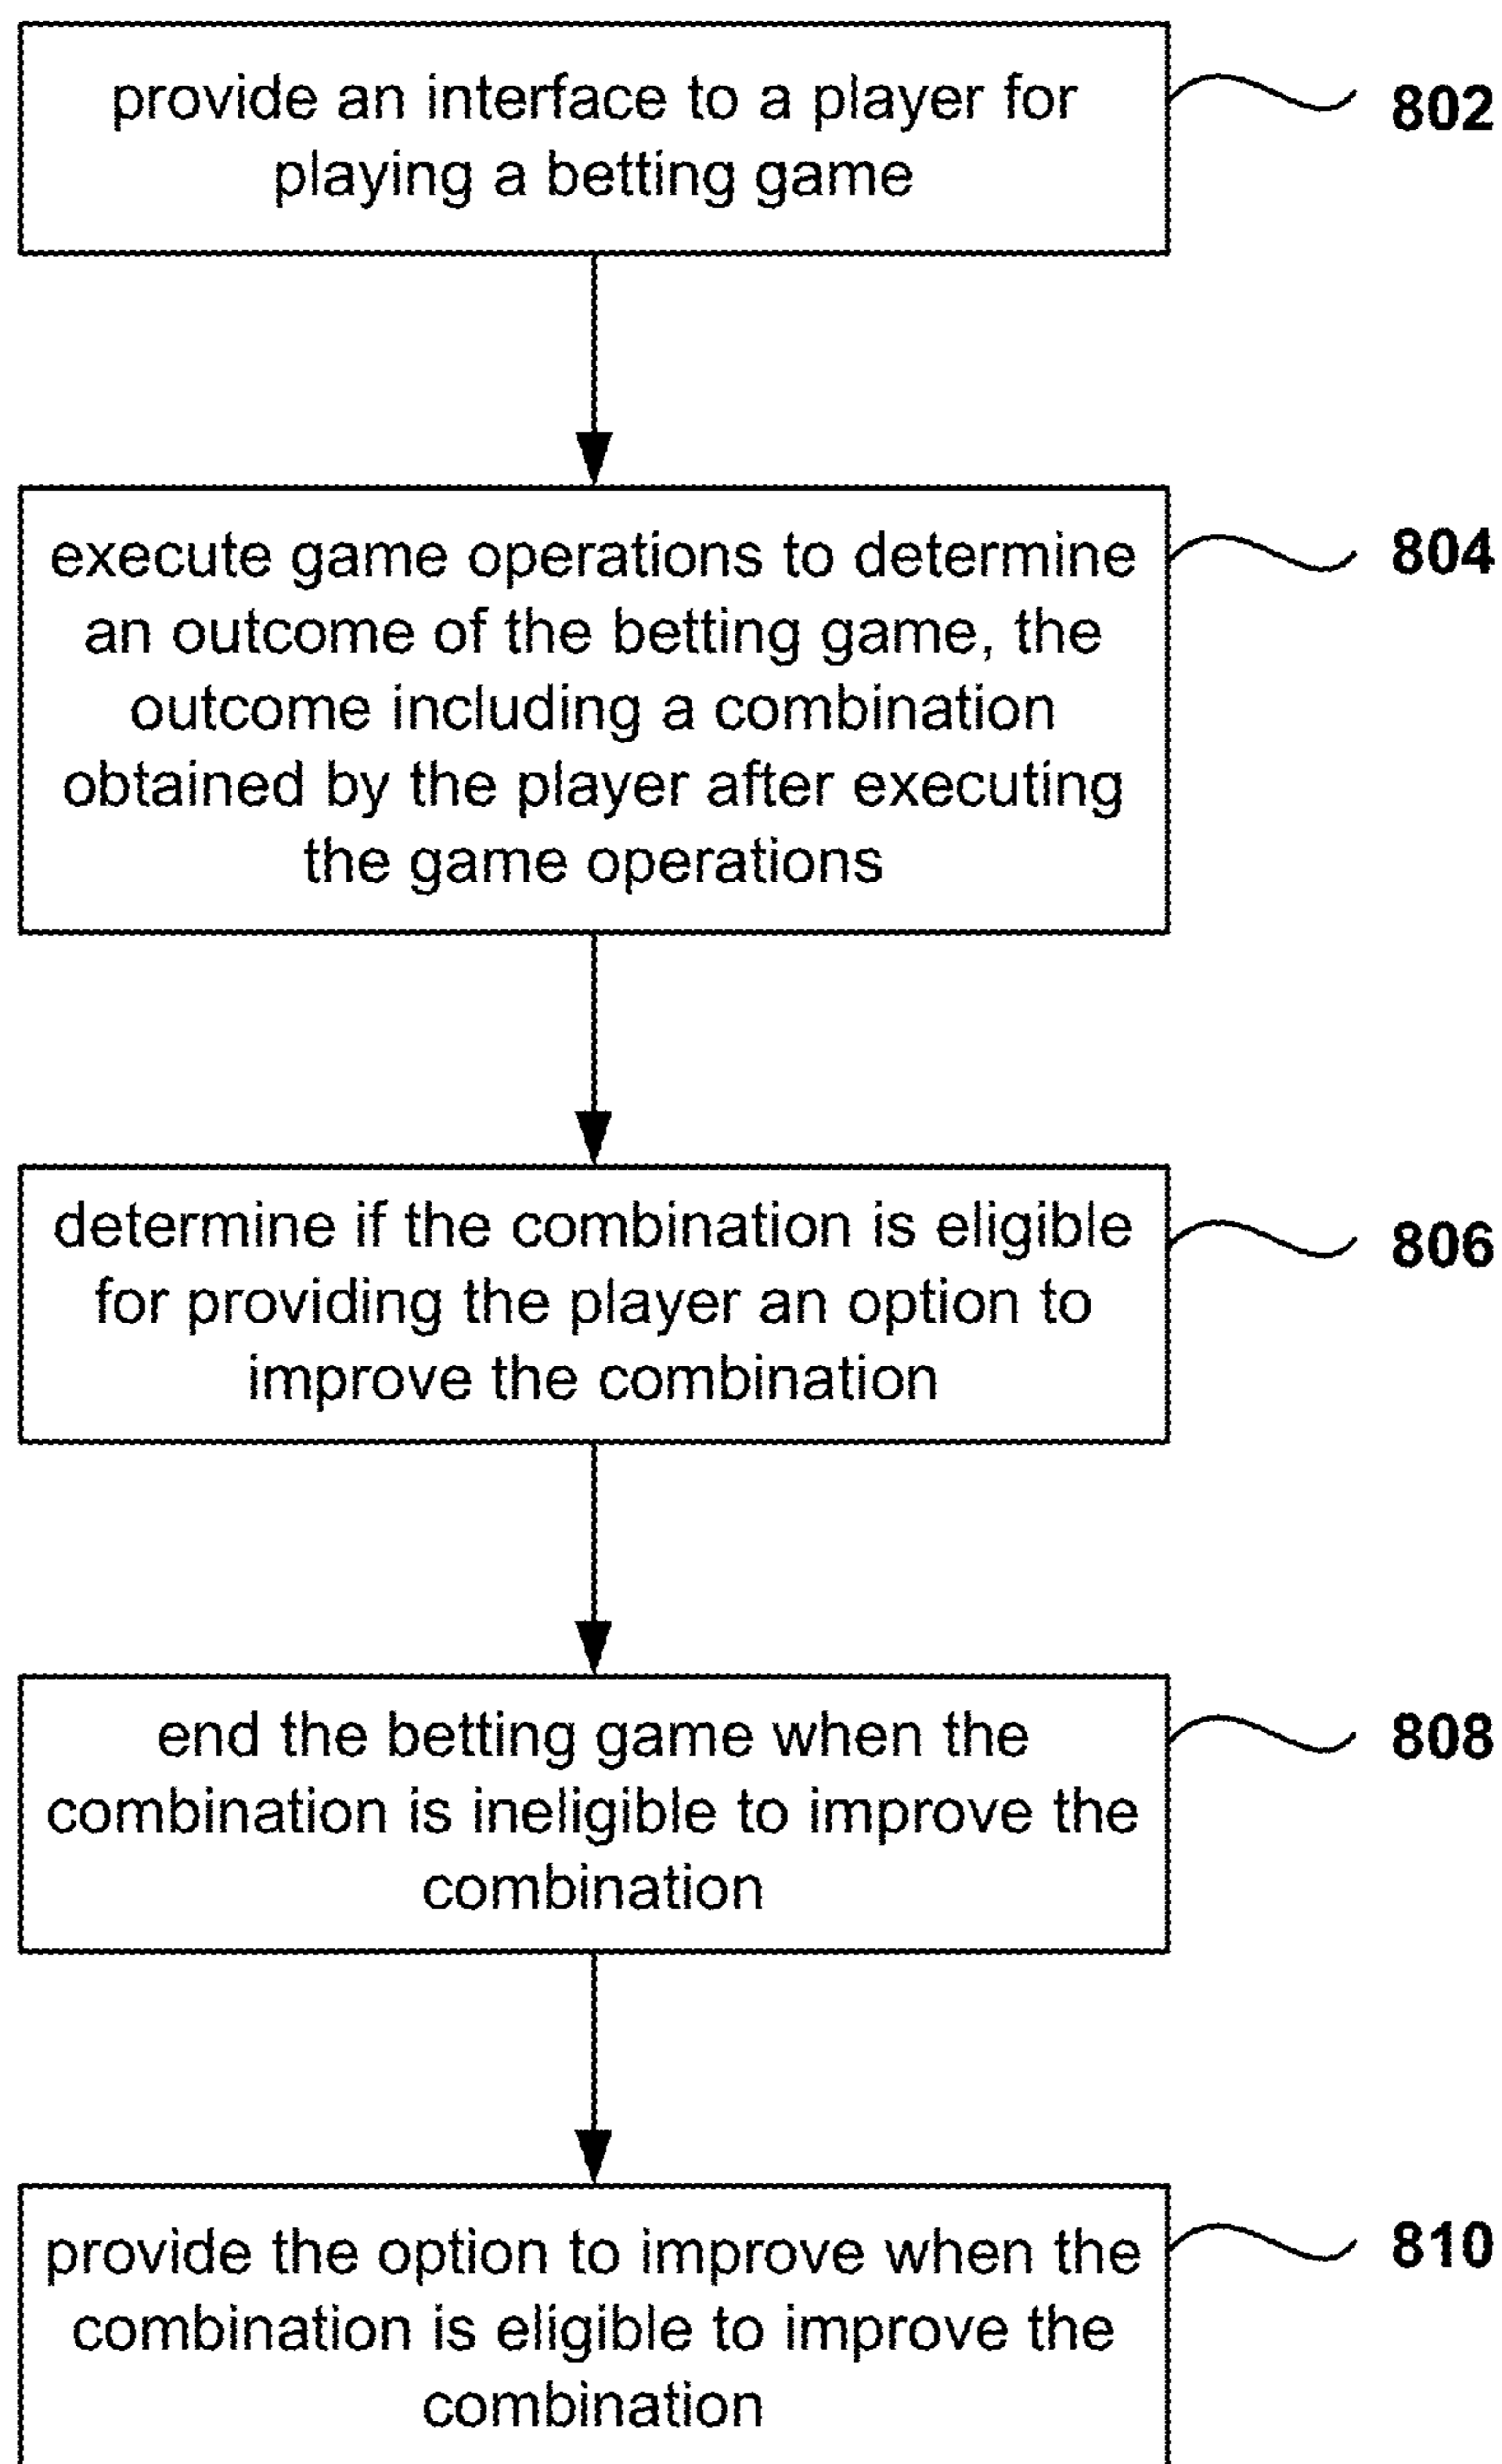 provide an interface to a player for
playing a betting game
802
execute game operations to determine
an outcome of the betting game, the
outcome including a combination
obtained by the player after executing
the game operations
804
determine if the combination is eligible
for providing the player an option to
improve the combination
806
end the betting game when the
combination is ineligible to improve the
combination
808
provide the option to improve when the
combination is eligible to improve the
combination
810